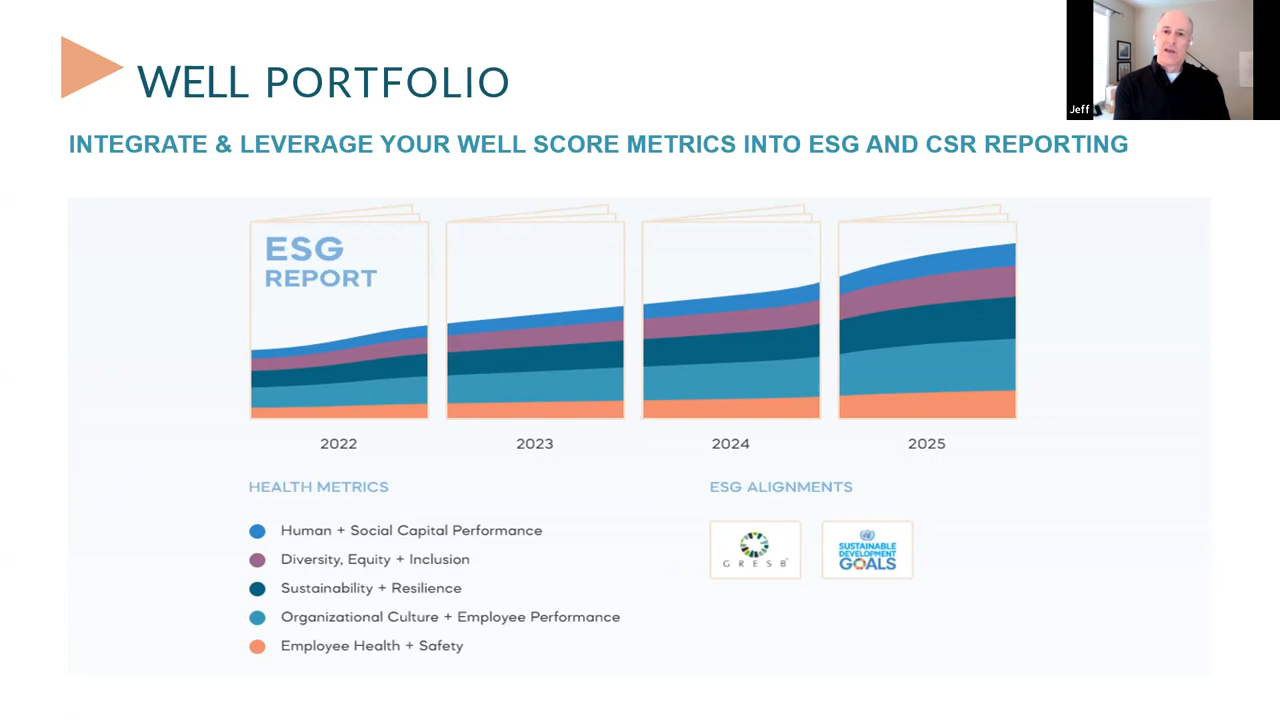 WELL PORTFOLIO
Jeff
INTEGRATE & LEVERAGE YOUR WELL SCORE METRICS INTO ESG AND CSR REPORTING
ESG
REPORT
2022 2023 2024 2025
HEALTH METRICS
Human + Social Capital Performance
Diversity, Equity + Inclusion
Sustainability + Resilience
Organizational Culture + Employee Performance
Employee Health + Safety
ESG ALIGNMENTS
GRESB
SUSTAINABLE
DEVELOPMENT
GOALS